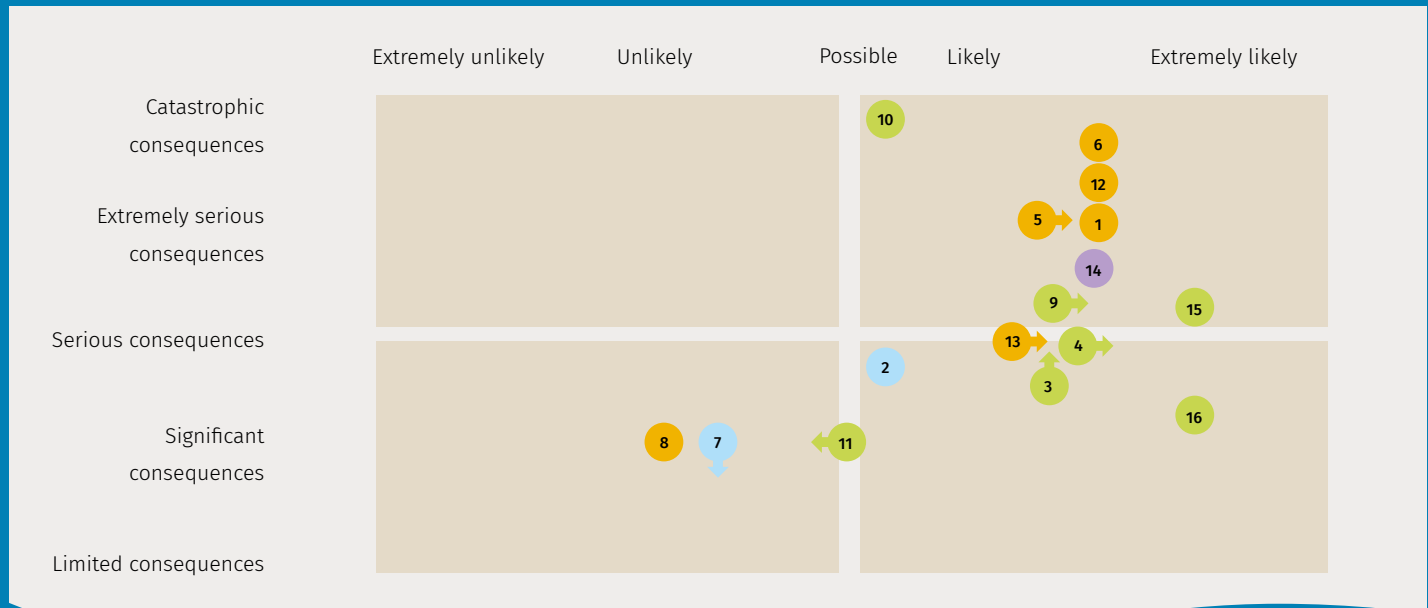 Extremely unlikely Unlikely Possible Likely Extremely likely
Catastrophic
consequences
Extremely serious
consequences
Serious consequences
Significant
consequences
Limited consequences
10
6
12
5 1
14
9
15
13 4
2
3
16
8 7 11